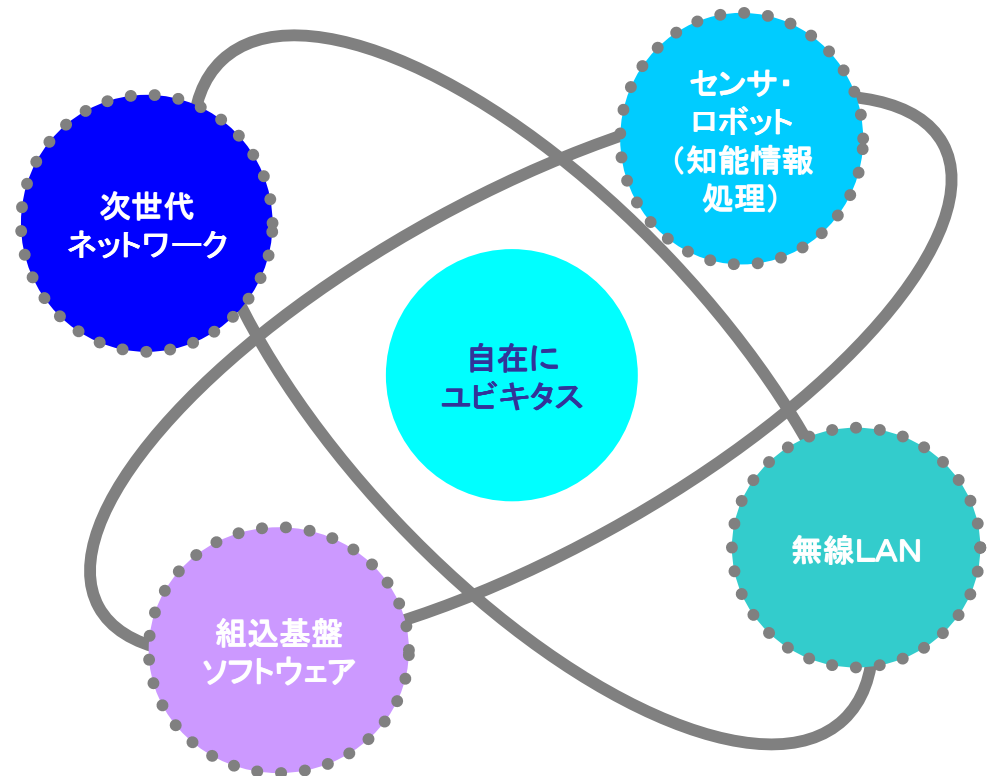 センサ・
ロボット
(知能情報
処理)
次世代
ネットワーク
自在に
ユビキタス
無線LAN
組込基盤
ソフトウェア